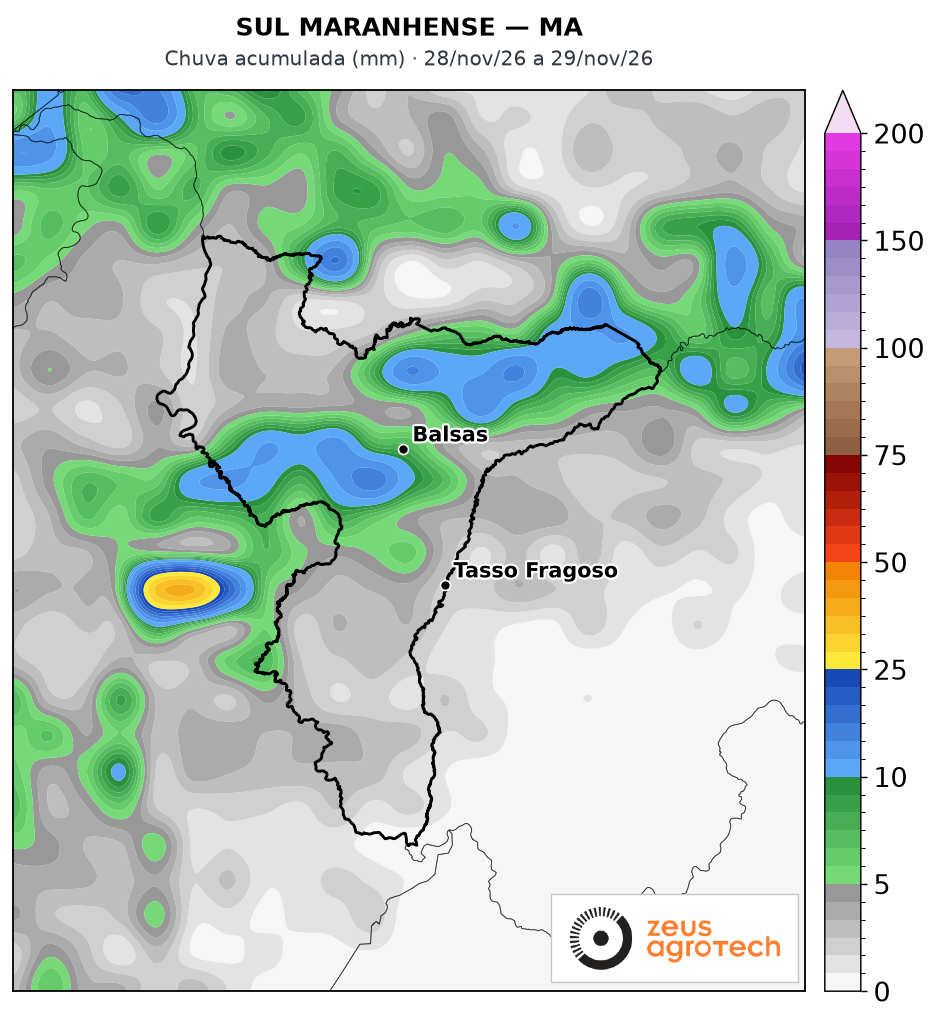 SUL MARANHENSE — MA
Chuva acumulada (mm) · 28/nov/26 a 29/nov/26
200
150
100
75
50
25
10
5
0
Balsas
Tasso Fragoso
zeus
agrotech